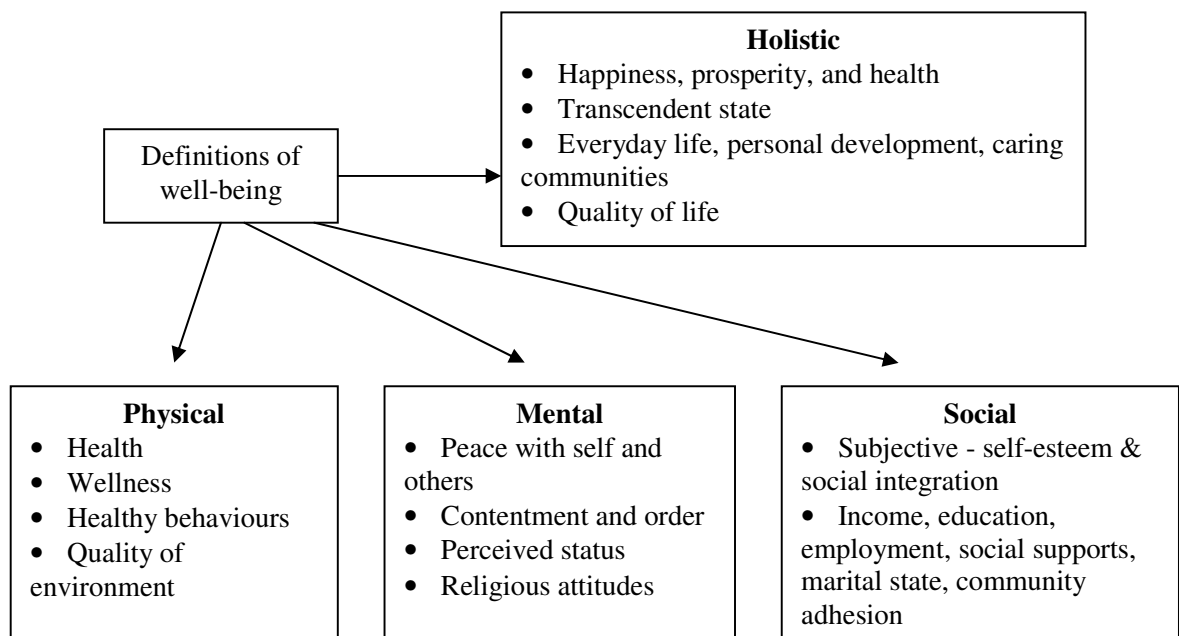 Holistic
• Happiness, prosperity, and health
• Transcendent state
• Everyday life, personal development, caring
communities
• Quality of life
Definitions of
well-being
Physical
• Health
• Wellness
• Healthy behaviours
• Quality of
environment
Mental
• Peace with self and
others
• Contentment and order
• Perceived status
• Religious attitudes
Social
• Subjective - self-esteem &
social integration
• Income, education,
employment, social supports,
marital state, community
adhesion